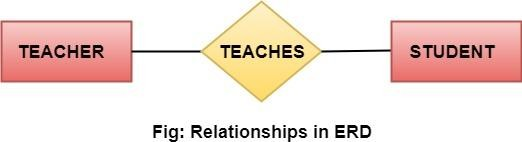 TEACHER TEACHES STUDENT
Fig: Relationships in ERD